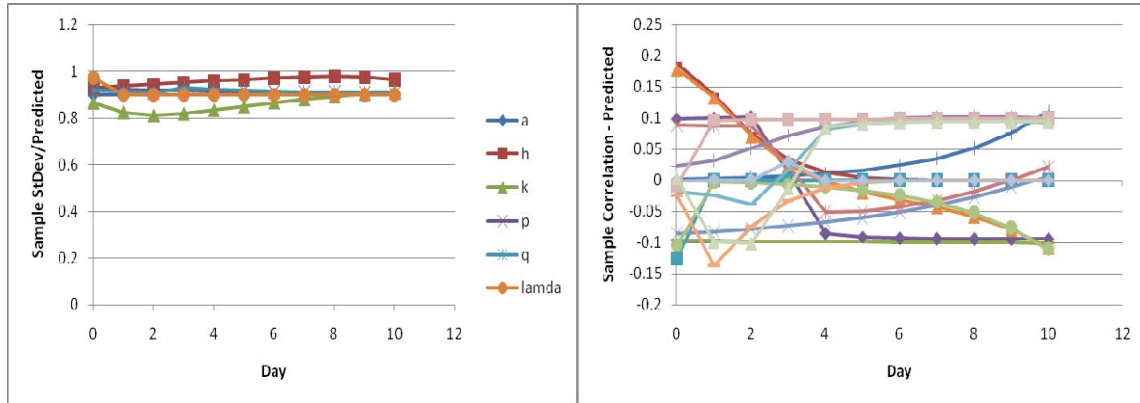 Sample StDev/Predicted
1.2
1
0.8
0.6
0.4
0.2
0
0 2 4 6 8 10 12
Day
a
h
k
p
q
lamda
Sample Correlation - Predicted
0.25
0.2
0.15
0.1
0.05
0
-0.05
-0.1
-0.15
-0.2
0 2 4 6 8 10 12
Day